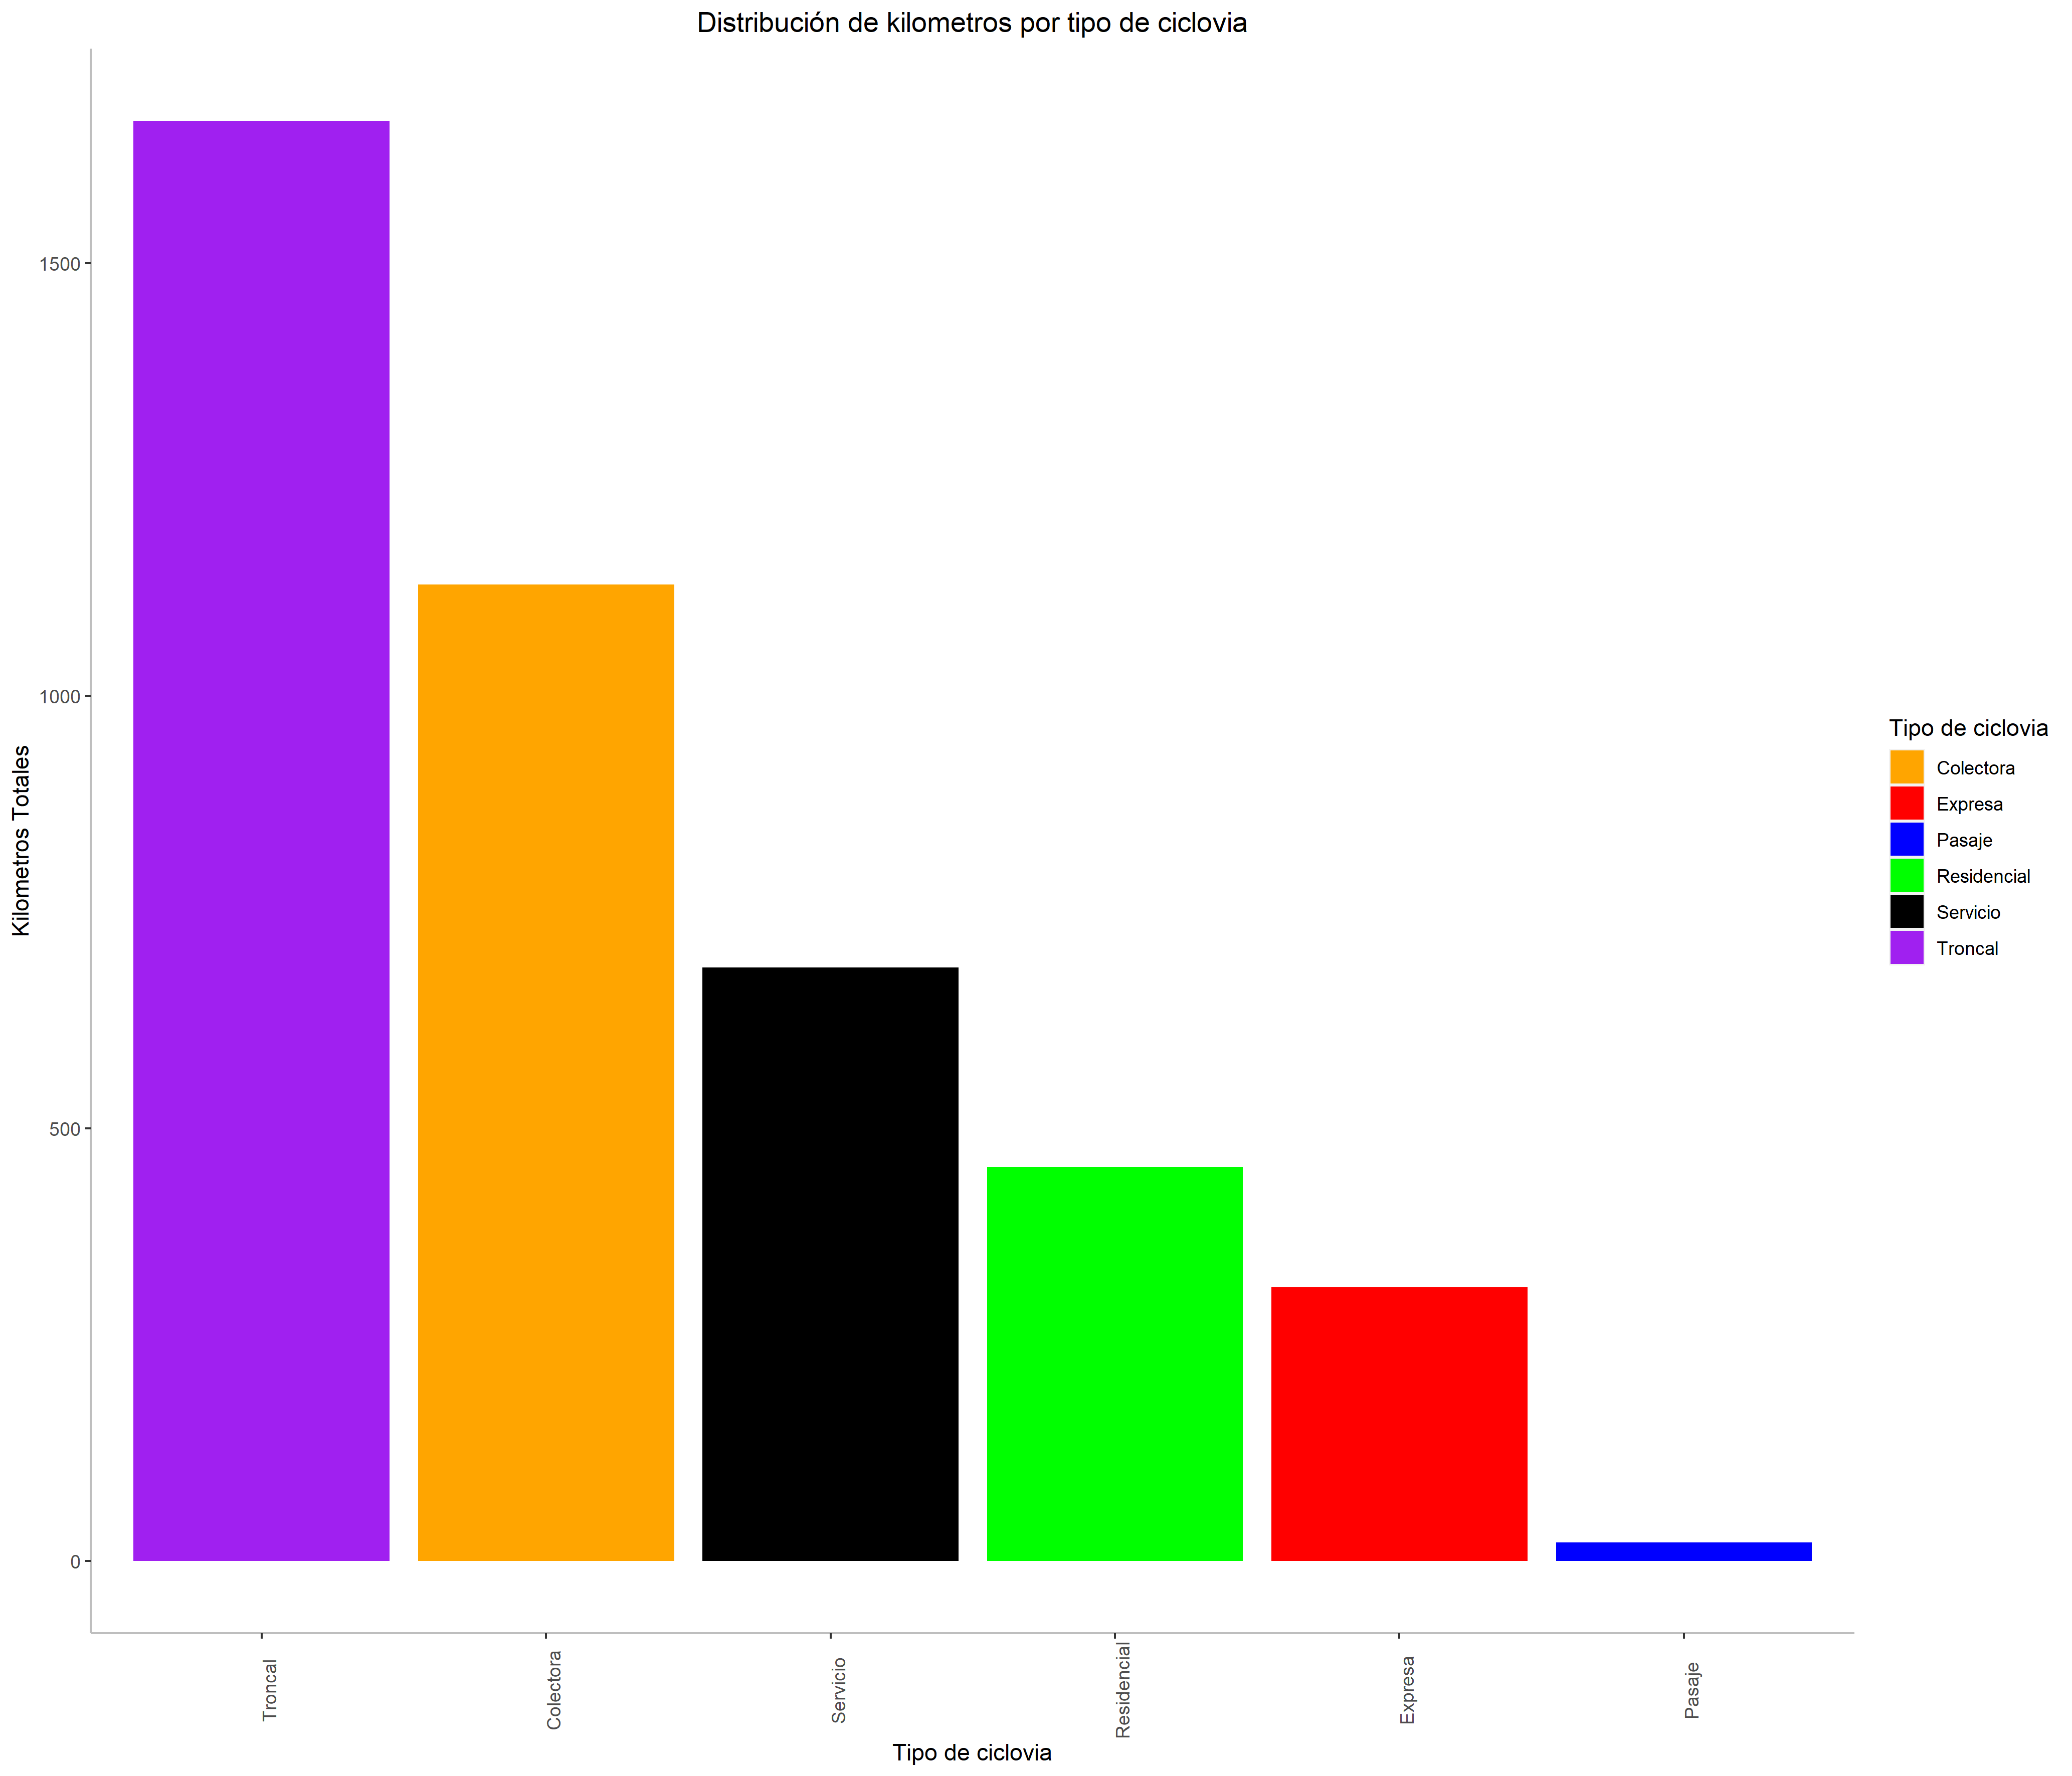 Distribución de kilometros por tipo de ciclovia
Kilometros Totales
1500
1000
500
0
Troncal
Colectora
Servicio
Residencial
Expresa
Pasaje
Tipo de ciclovia
Tipo de ciclovia
Colectora
Expresa
Pasaje
Residencial
Servicio
Troncal